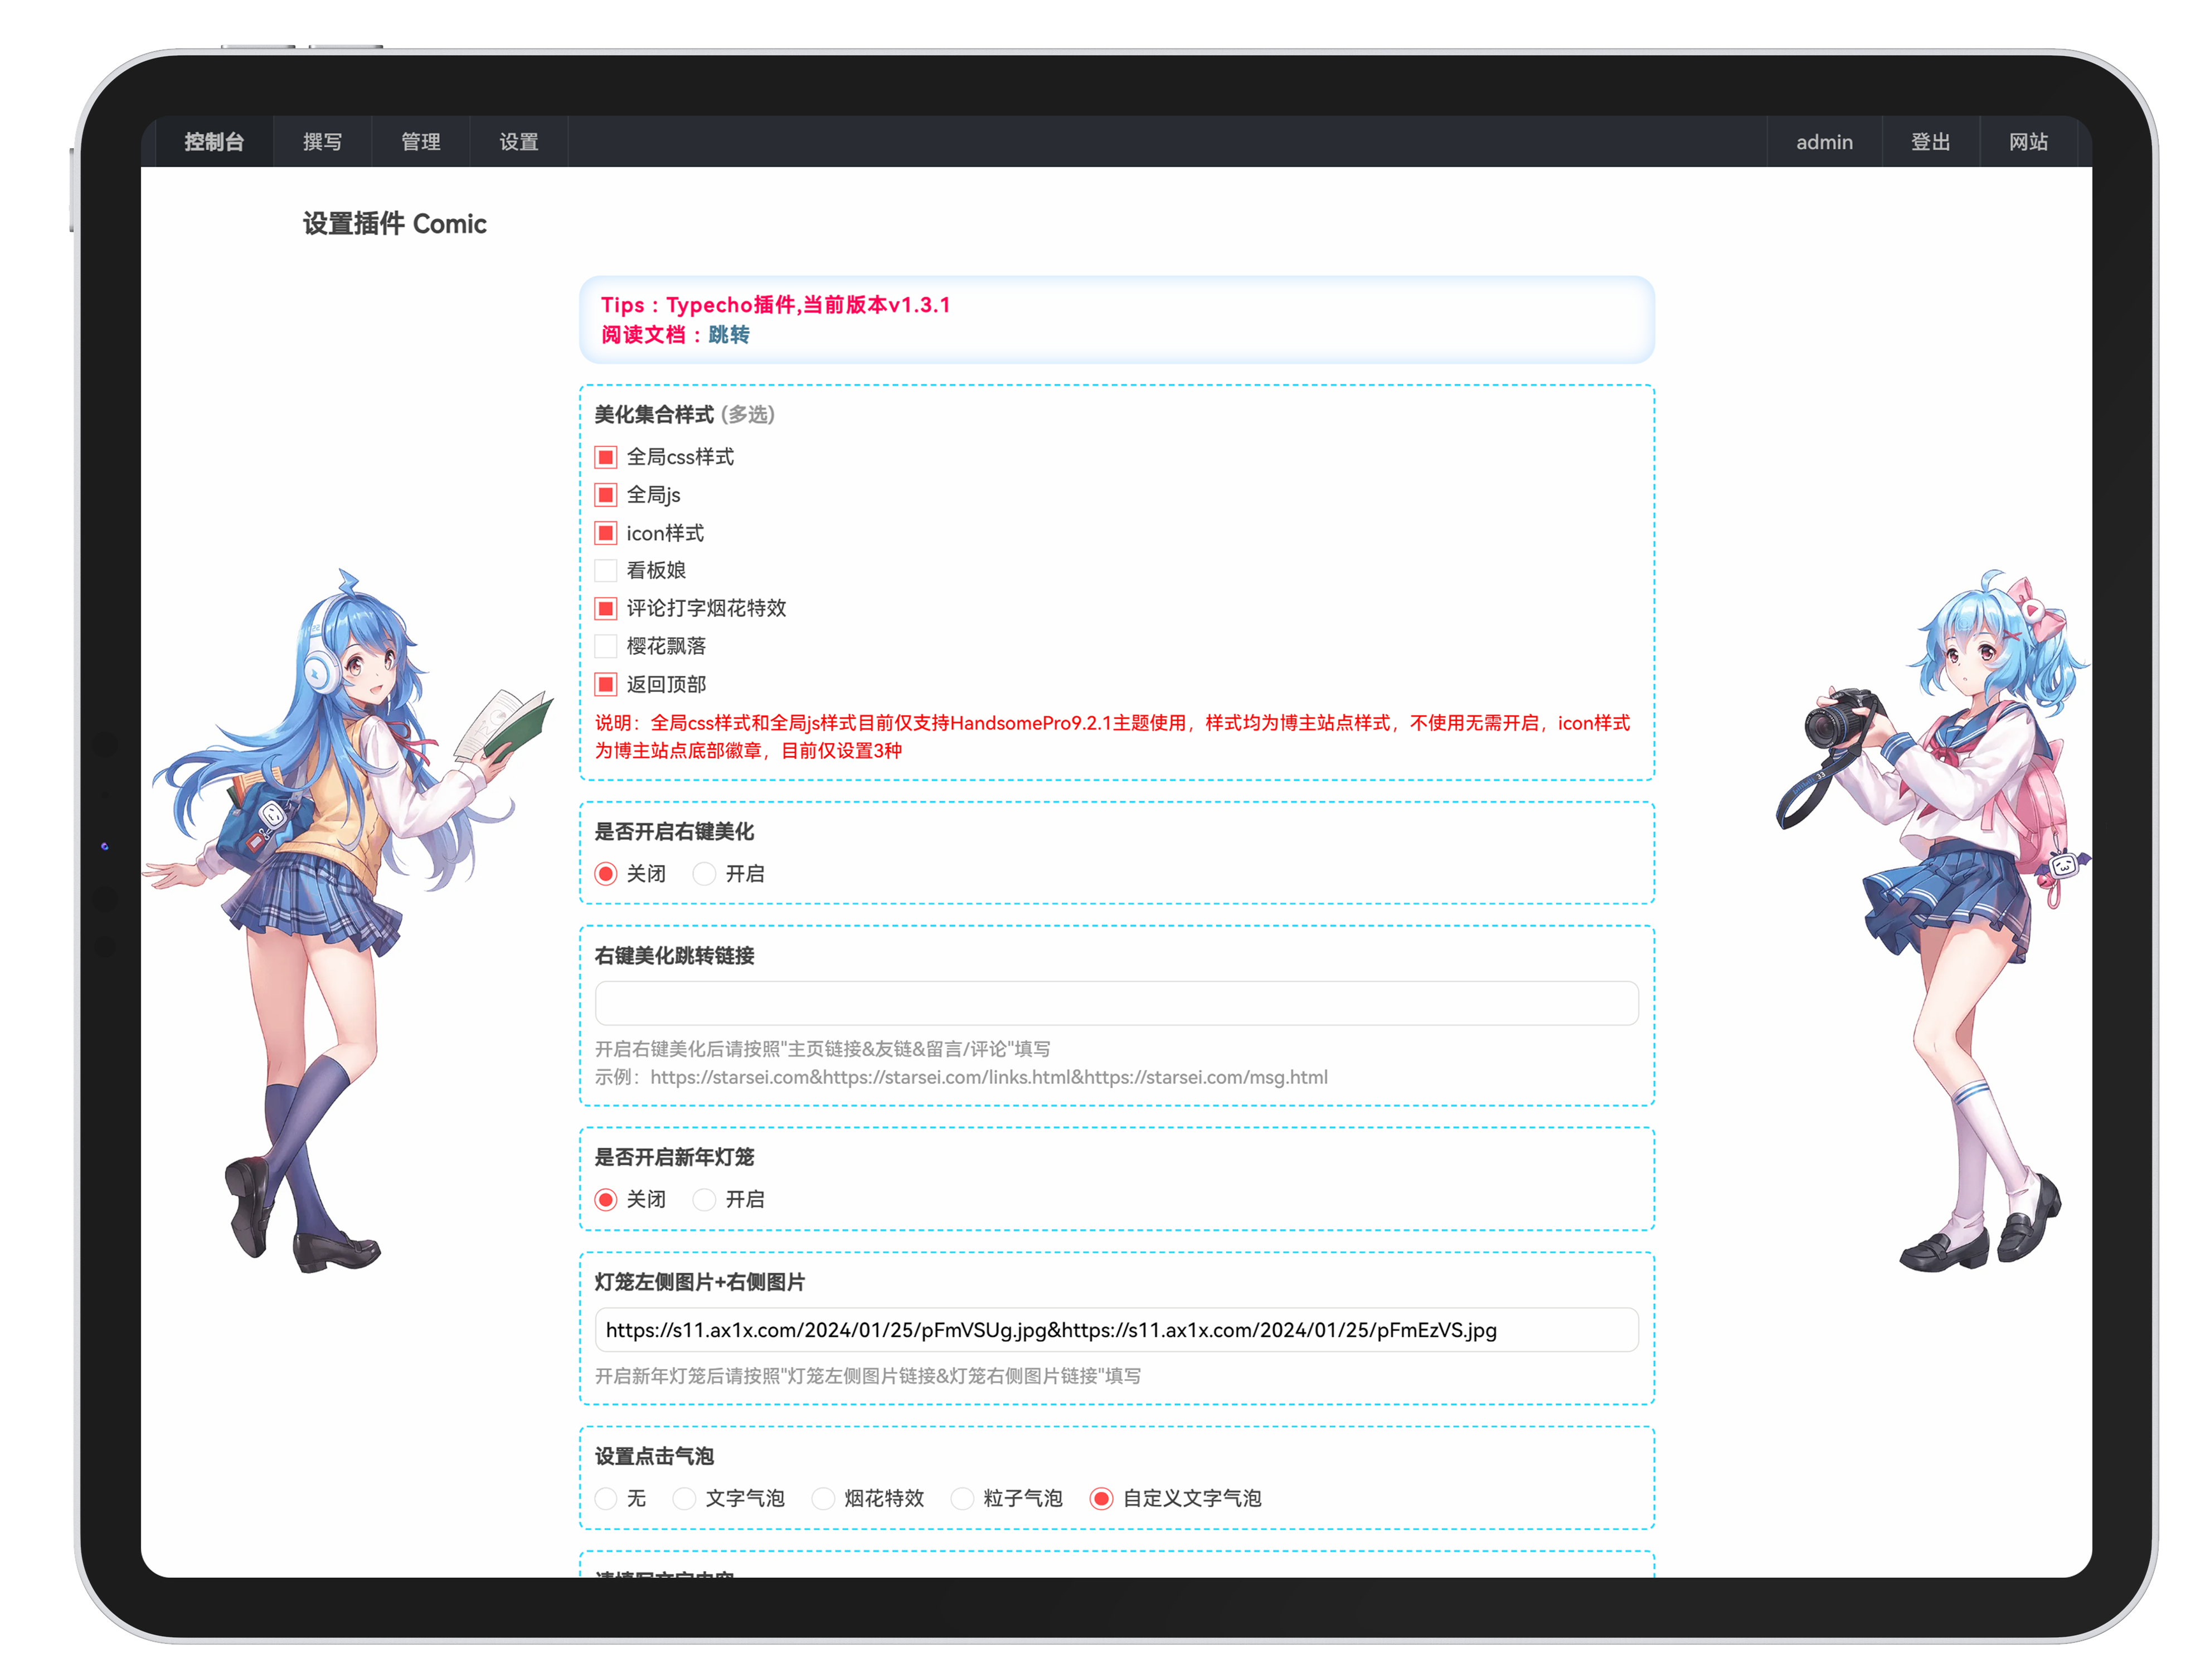 控制台 撰写 管理 设置 admin 登出 网站
设置插件 Comic
Tips：Typecho插件,当前版本v1.3.1
阅读文档：跳转
美化集合样式 (多选)
全局css样式
全局js
icon样式
看板娘
评论打字烟花特效
樱花飘落
返回顶部
说明：全局css样式和全局js样式目前仅支持HandsomePro9.2.1主题使用，样式均为博主站点样式，不使用无需开启，icon样式
为博主站点底部徽章，目前仅设置3种
是否开启右键美化
关闭 开启
右键美化跳转链接
开启右键美化后请按照"主页链接&友链&留言/评论"填写
示例：https://starsei.com&https://starsei.com/links.html&https://starsei.com/msg.html
是否开启新年灯笼
关闭 开启
灯笼左侧图片+右侧图片
https://s11.ax1x.com/2024/01/25/pFmVSUg.jpg&https://s11.ax1x.com/2024/01/25/pFmEzVS.jpg
开启新年灯笼后请按照"灯笼左侧图片链接&灯笼右侧图片链接"填写
设置点击气泡
无 文字气泡 烟花特效 粒子气泡 自定义文字气泡